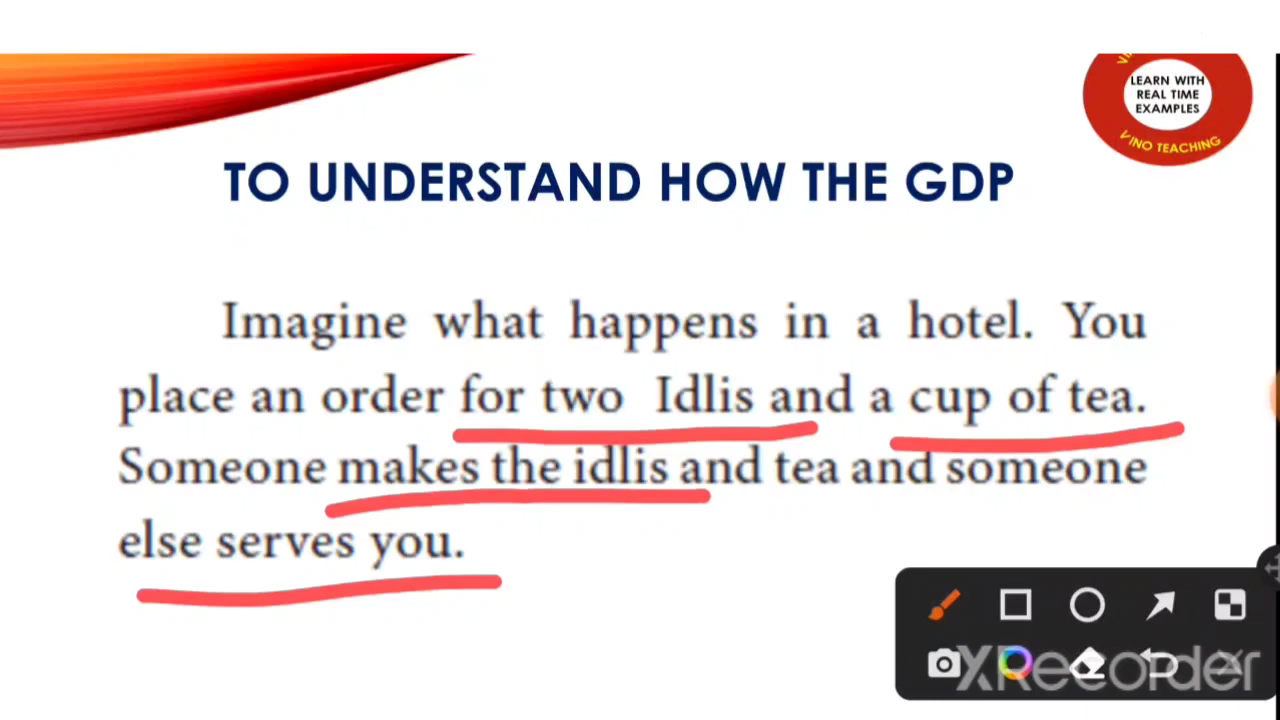 LEARN WITH
REAL TIME
EXAMPLES
VINO TEACHING
TO UNDERSTAND HOW THE GDP
Imagine what happens in a hotel. You
place an order for two Idlis and a cup of tea.
Someone makes the idlis and tea and someone
else serves you.
XRecorder